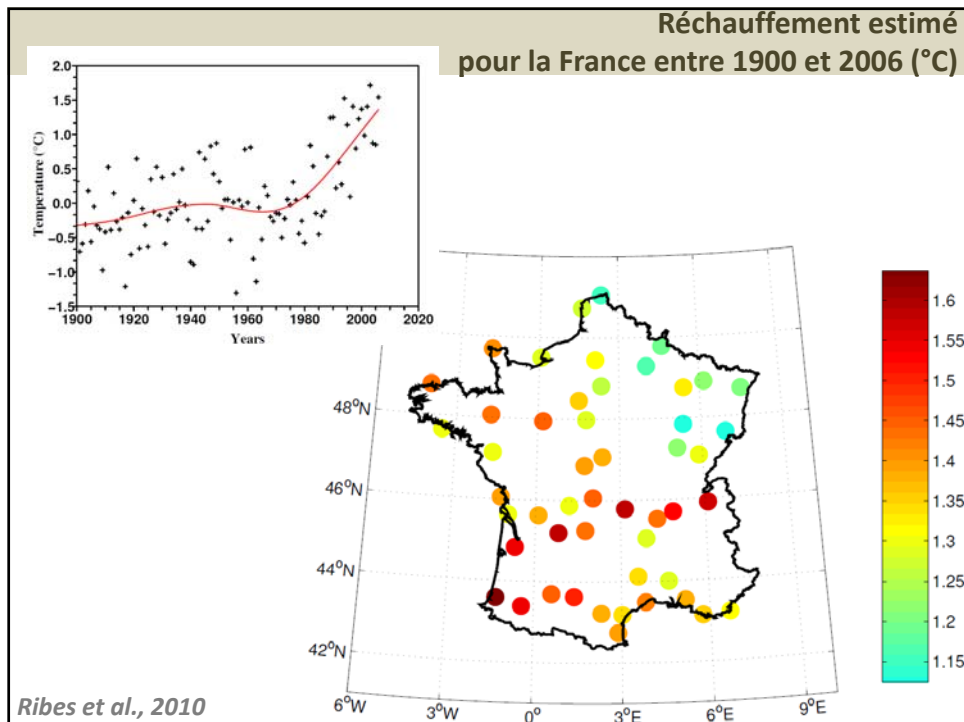 Réchauffement estimé
pour la France entre 1900 et 2006 (°C)
2.0
1.5
1.0
0.5
0.0
−0.5
−1.0
−1.5
Temperature (°C)
1900 1920 1940 1960 1980 2000 2020
Years
48°N
46°N
44°N
42°N
6°W 3°W 0° 3°E 6°E 9°E
1.6
1.55
1.5
1.45
1.4
1.35
1.3
1.25
1.2
1.15
Ribes et al., 2010